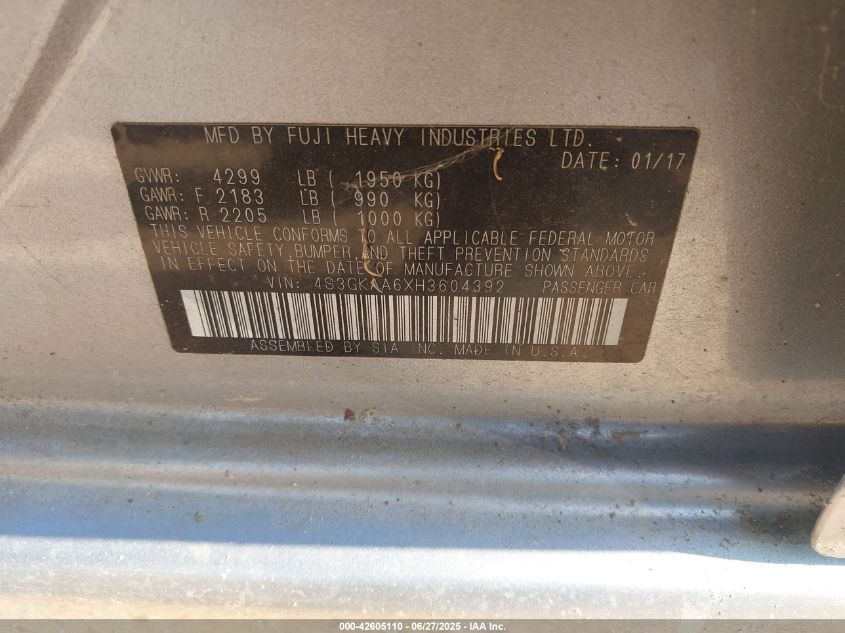 MFD BY FUJI HEAVY INDUSTRIES LTD.
DATE: 01/17
GVWR: 4299 LB ( 1950 KG)
GAWR: F 2183 LB ( 990 KG)
GAWR: R 2205 LB ( 1000 KG)
THIS VEHICLE CONFORMS TO ALL APPLICABLE FEDERAL MOTOR
VEHICLE SAFETY, BUMPER, AND THEFT PREVENTION STANDARDS
IN EFFECT ON THE DATE OF MANUFACTURE SHOWN ABOVE.
VIN: 4S3GKAA6XH3604392 PASSENGER CAR
ASSEMBLED BY SIA, INC. MADE IN U.S.A.
000-42605110 - 06/27/2025 - IAA Inc.